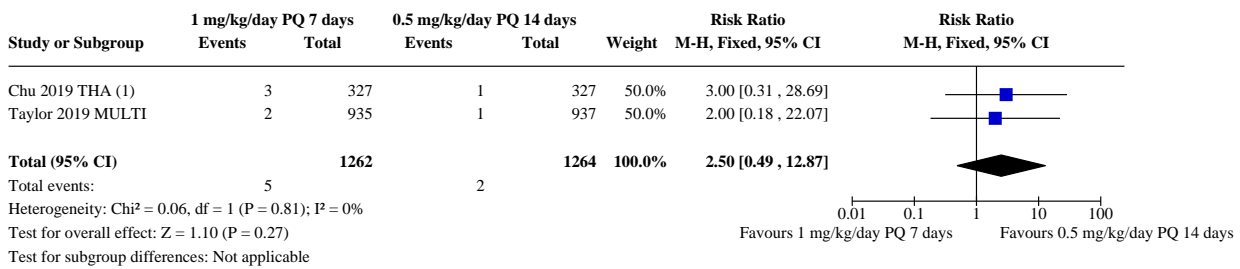 1 mg/kg/day PQ 7 days 0.5 mg/kg/day PQ 14 days Risk Ratio Risk Ratio
Study or Subgroup Events Total Events Total Weight M-H, Fixed, 95% CI M-H, Fixed, 95% CI
Chu 2019 THA (1) 3 327 1 327 50.0% 3.00 [0.31 , 28.69]
Taylor 2019 MULTI 2 935 1 937 50.0% 2.00 [0.18 , 22.07]
Total (95% CI) 1262 1264 100.0% 2.50 [0.49 , 12.87]
Total events: 5 2
Heterogeneity: Chi² = 0.06, df = 1 (P = 0.81); I² = 0%
Test for overall effect: Z = 1.10 (P = 0.27)
Test for subgroup differences: Not applicable
0.01 0.1 1 10 100
Favours 1 mg/kg/day PQ 7 days Favours 0.5 mg/kg/day PQ 14 days